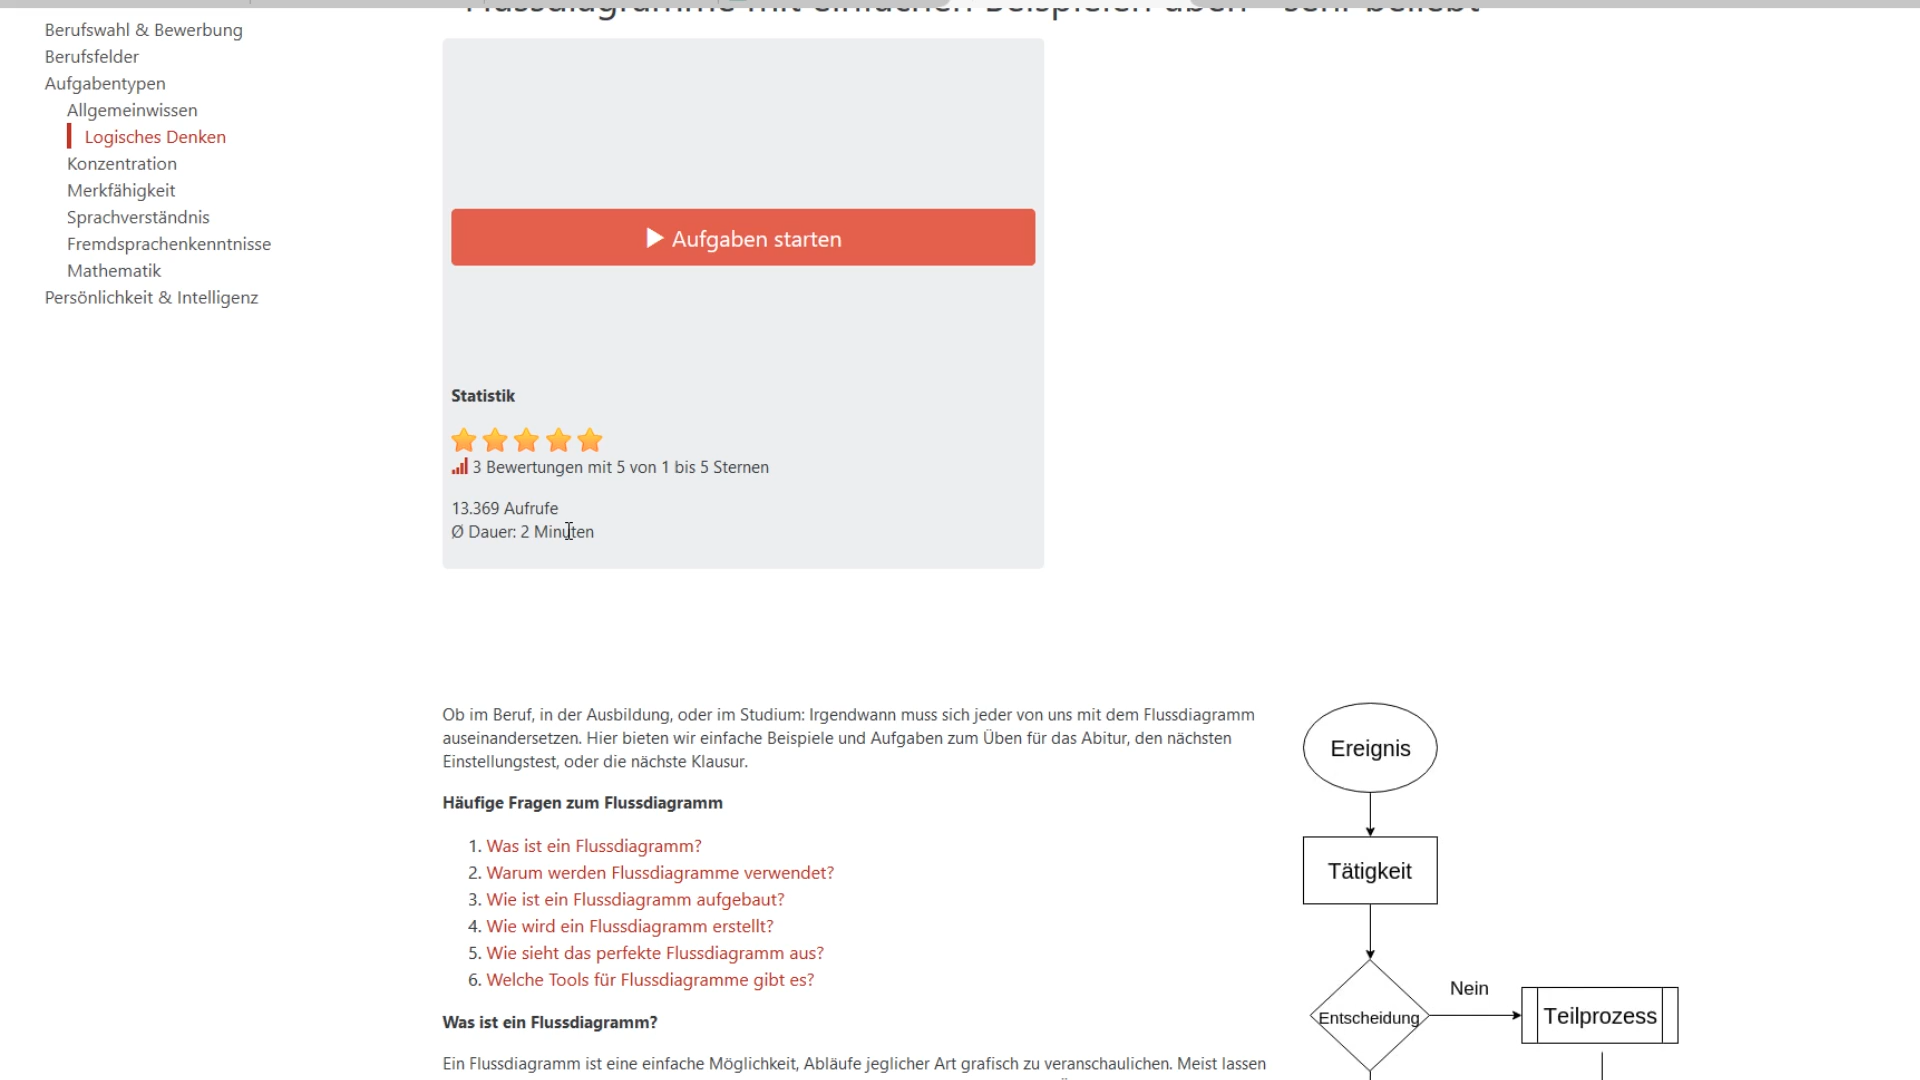 Flussdiagramme mit einfachen Beispielen üben - sehr beliebt
Berufswahl & Bewerbung
Berufsfelder
Aufgabentypen
Allgemeinwissen
Logisches Denken
Konzentration
Merkfähigkeit
Sprachverständnis
Fremdsprachenkenntnisse
Mathematik
Persönlichkeit & Intelligenz
Aufgaben starten
Statistik
3 Bewertungen mit 5 von 1 bis 5 Sternen
13.369 Aufrufe
Ø Dauer: 2 Minuten
Ob im Beruf, in der Ausbildung, oder im Studium: Irgendwann muss sich jeder von uns mit dem Flussdiagramm
auseinandersetzen. Hier bieten wir einfache Beispiele und Aufgaben zum Üben für das Abitur, den nächsten
Einstellungstest, oder die nächste Klausur.
Häufige Fragen zum Flussdiagramm
1. Was ist ein Flussdiagramm?
2. Warum werden Flussdiagramme verwendet?
3. Wie ist ein Flussdiagramm aufgebaut?
4. Wie wird ein Flussdiagramm erstellt?
5. Wie sieht das perfekte Flussdiagramm aus?
6. Welche Tools für Flussdiagramme gibt es?
Was ist ein Flussdiagramm?
Ein Flussdiagramm ist eine einfache Möglichkeit, Abläufe jeglicher Art grafisch zu veranschaulichen. Meist lassen
Ereignis
Tätigkeit
Nein
Entscheidung
Teilprozess